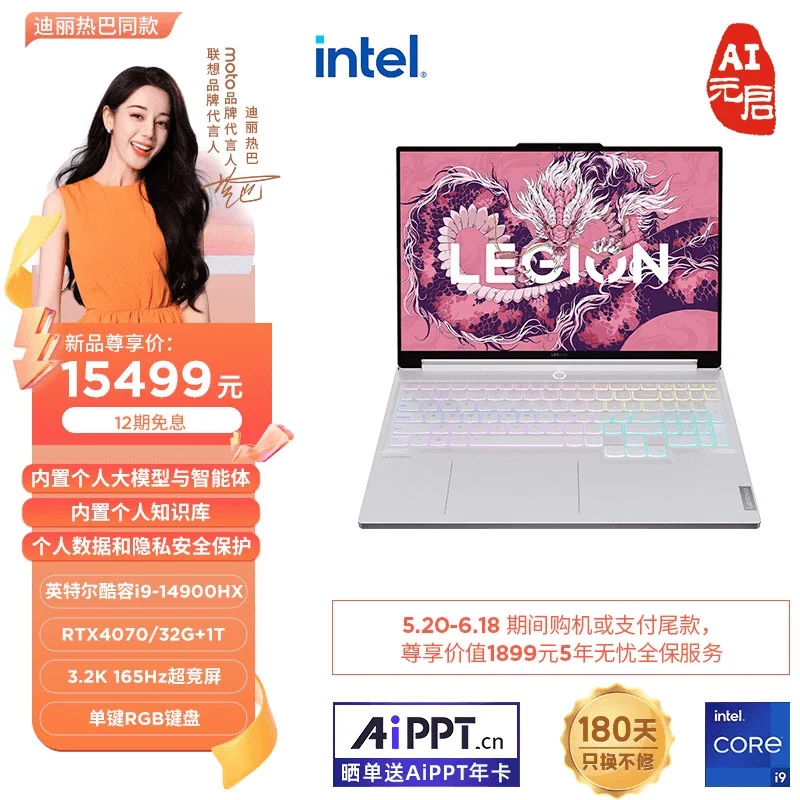 迪丽热巴同款
intel.
AI
元启
迪丽热巴
moto品牌代言人
联想品牌代言人
LEGION
LEGION
Lenovo
新品尊享价:
15499元
12期免息
内置个人大模型与智能体
内置个人知识库
个人数据和隐私安全保护
英特尔酷容i9-14900HX
RTX4070/32G+1T
3.2K 165Hz超竞屏
单键RGB键盘
5.20-6.18 期间购机或支付尾款，
尊享价值1899元5年无忧全保服务
AiPPT.cn
晒单送AiPPT年卡
180天
只换不修
intel.
CORE
i9